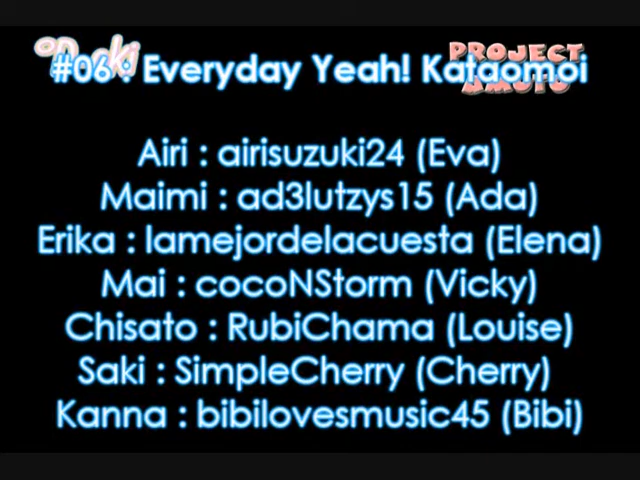 PROJECT
#06 : Everyday Yeah! Kataomoi
Airi : airisuzuki24 (Eva)
Maimi : ad3lutzys15 (Ada)
Erika : lamejordelacuesta (Elena)
Mai : cocoNStorm (Vicky)
Chisato : RubiChama (Louise)
Saki : SimpleCherry (Cherry)
Kanna : bibilovesmusic45 (Bibi)